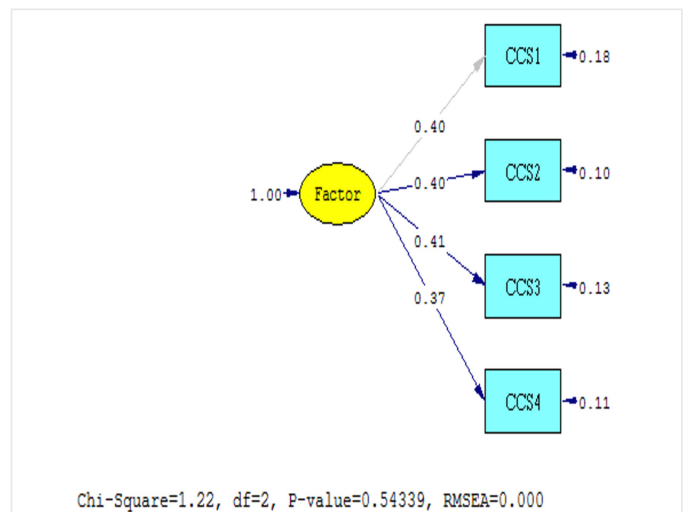 CCS1
0.18
0.40
CCS2
0.10
0.40
1.00
Factor
0.41
CCS3
0.13
0.37
CCS4
0.11
Chi-Square=1.22, df=2, P-value=0.54339, RMSEA=0.000